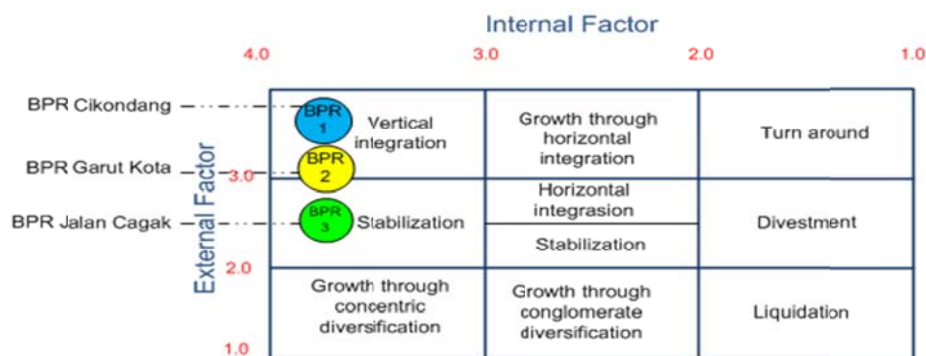 Internal Factor
4.0 3.0 2.0 1.0
BPR Cikondang
BPR Garut Kota
BPR Jalan Cagak
External Factor
3.0
2.0
1.0
BPR
1
Vertical
integration
Growth through
horizontal
integration
Turn around
BPR
2
BPR
3
Stabilization
Horizontal
integrasion
Stabilization
Divestment
Growth through
concentric
diversification
Growth through
conglomerate
diversification
Liquidation